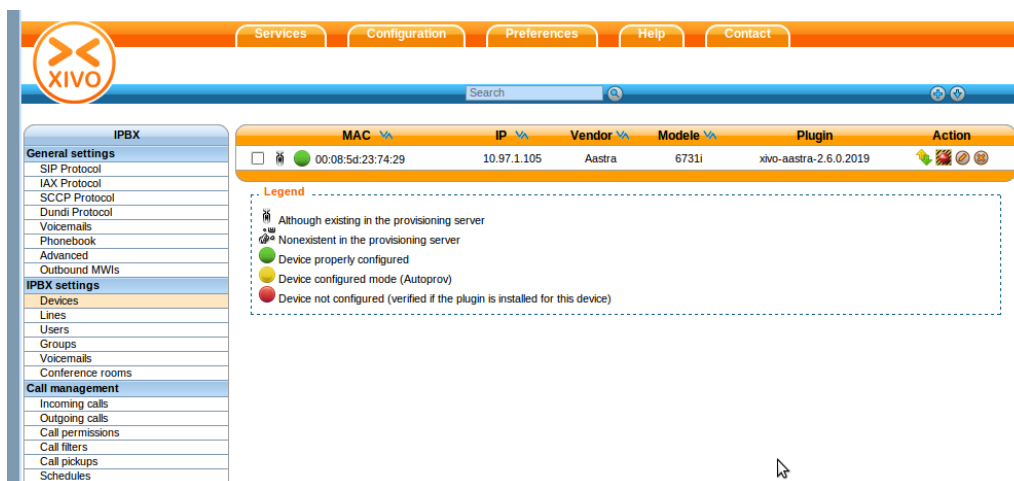 Services Configuration Preferences Help Contact
XIVO
Search
IPBX
General settings
SIP Protocol
IAX Protocol
SCCP Protocol
Dundi Protocol
Voicemails
Phonebook
Advanced
Outbound MWIs
IPBX settings
Devices
Lines
Users
Groups
Voicemails
Conference rooms
Call management
Incoming calls
Outgoing calls
Call permissions
Call filters
Call pickups
Schedules
MAC IP Vendor Modele Plugin Action
00:08:5d:23:74:29 10.97.1.105 Aastra 6731i xivo-aastra-2.6.0.2019
Legend
Although existing in the provisioning server
Nonexistent in the provisioning server
Device properly configured
Device configured mode (Autoprov)
Device not configured (verified if the plugin is installed for this device)